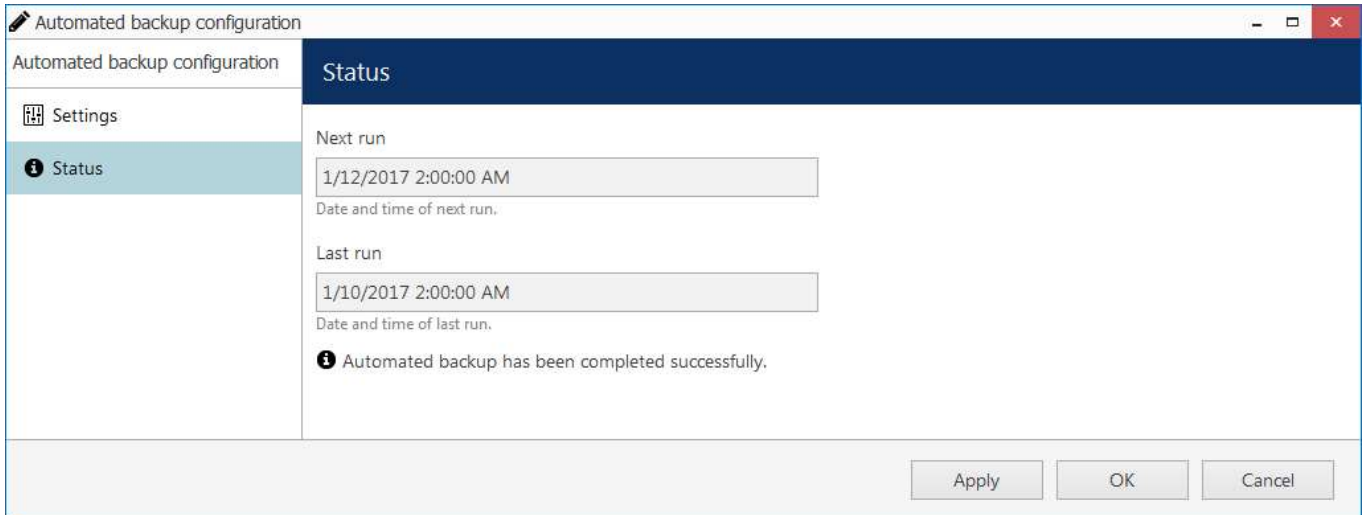 Automated backup configuration
Automated backup configuration
Settings
Status
Status
Next run
1/12/2017 2:00:00 AM
Date and time of next run.
Last run
1/10/2017 2:00:00 AM
Date and time of last run.
Automated backup has been completed successfully.
Apply
OK
Cancel